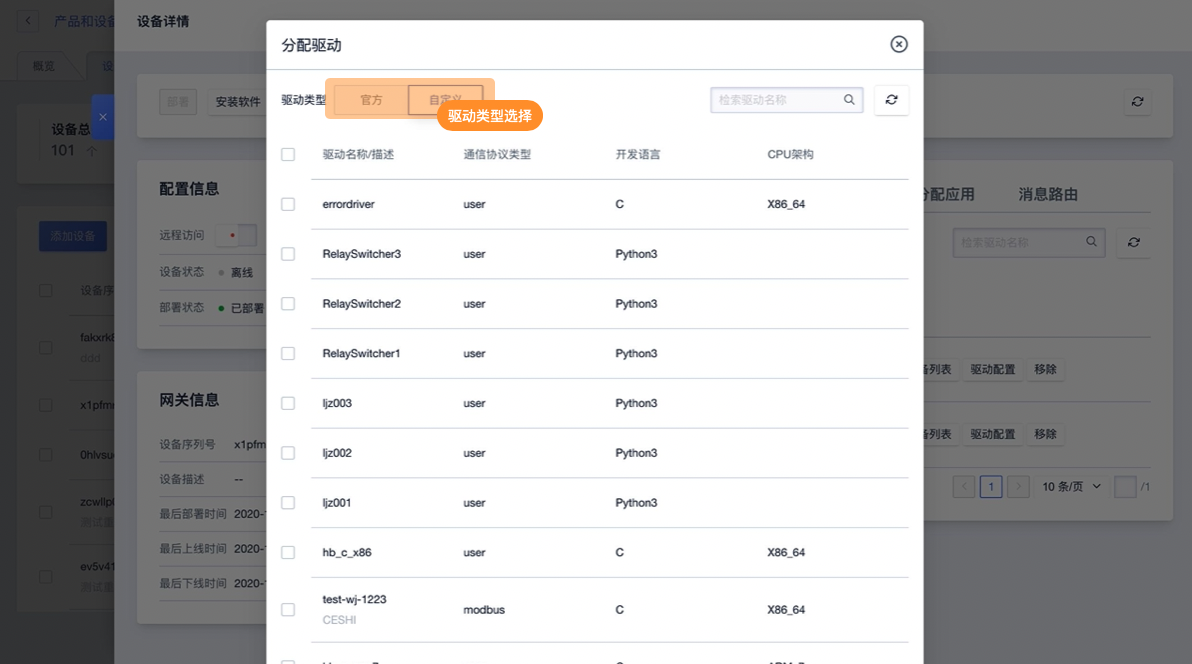 产品和设备
设备详情
分配驱动
概览
设
驱动类型
官方
自定义
驱动类型选择
检索驱动名称
部署
安装软件
设备总
101
驱动名称/描述
通信协议类型
开发语言
CPU架构
配置信息
分配应用
消息路由
errordriver
user
C
X86_64
远程访问
添加设备
检索驱动名称
RelaySwitcher3
user
Python3
设备状态
离线
设备序
部署状态
已部署
RelaySwitcher2
user
Python3
fakxrk8
ddd
RelaySwitcher1
user
Python3
备列表
驱动配置
移除
网关信息
x1pfm
ljz003
user
Python3
备列表
驱动配置
移除
设备序列号
x1pfm
0hlvsu
ljz002
user
Python3
设备描述
--
1
10 条/页
/1
zcwllpl
测试重
最后部署时间
2020-1
ljz001
user
Python3
最后上线时间
2020-1
hb_c_x86
user
C
X86_64
ev5v41
测试重
最后下线时间
2020-1
test-wj-1223
CESHI
modbus
C
X86_64